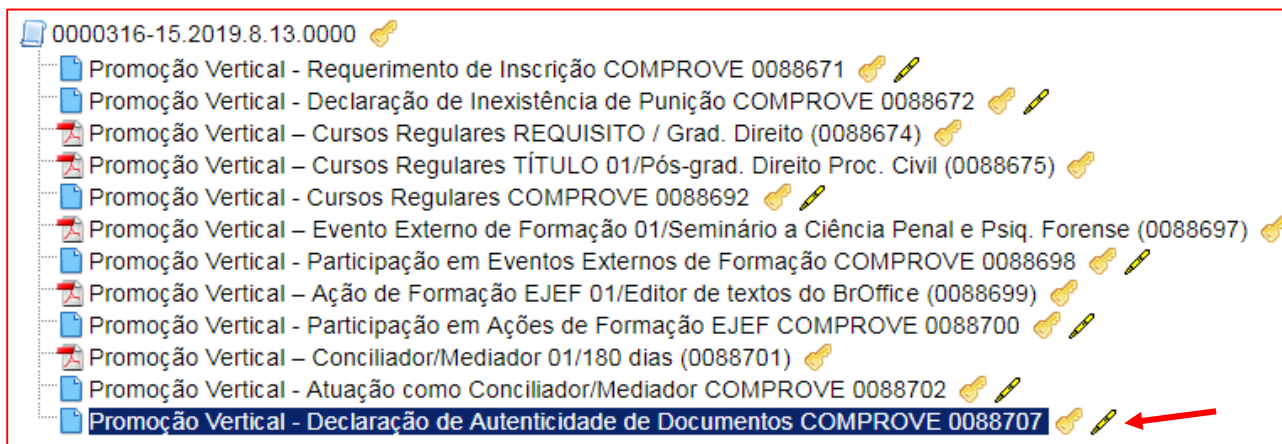 0000316-15.2019.8.13.0000
Promoção Vertical - Requerimento de Inscrição COMPROVE 0088671
Promoção Vertical - Declaração de Inexistência de Punição COMPROVE 0088672
Promoção Vertical – Cursos Regulares REQUISITO / Grad. Direito (0088674)
Promoção Vertical – Cursos Regulares TÍTULO 01/Pós-grad. Direito Proc. Civil (0088675)
Promoção Vertical - Cursos Regulares COMPROVE 0088692
Promoção Vertical – Evento Externo de Formação 01/Seminário a Ciência Penal e Psiq. Forense (0088697)
Promoção Vertical - Participação em Eventos Externos de Formação COMPROVE 0088698
Promoção Vertical – Ação de Formação EJEF 01/Editor de textos do BrOffice (0088699)
Promoção Vertical - Participação em Ações de Formação EJEF COMPROVE 0088700
Promoção Vertical – Conciliador/Mediador 01/180 dias (0088701)
Promoção Vertical - Atuação como Conciliador/Mediador COMPROVE 0088702
Promoção Vertical - Declaração de Autenticidade de Documentos COMPROVE 0088707